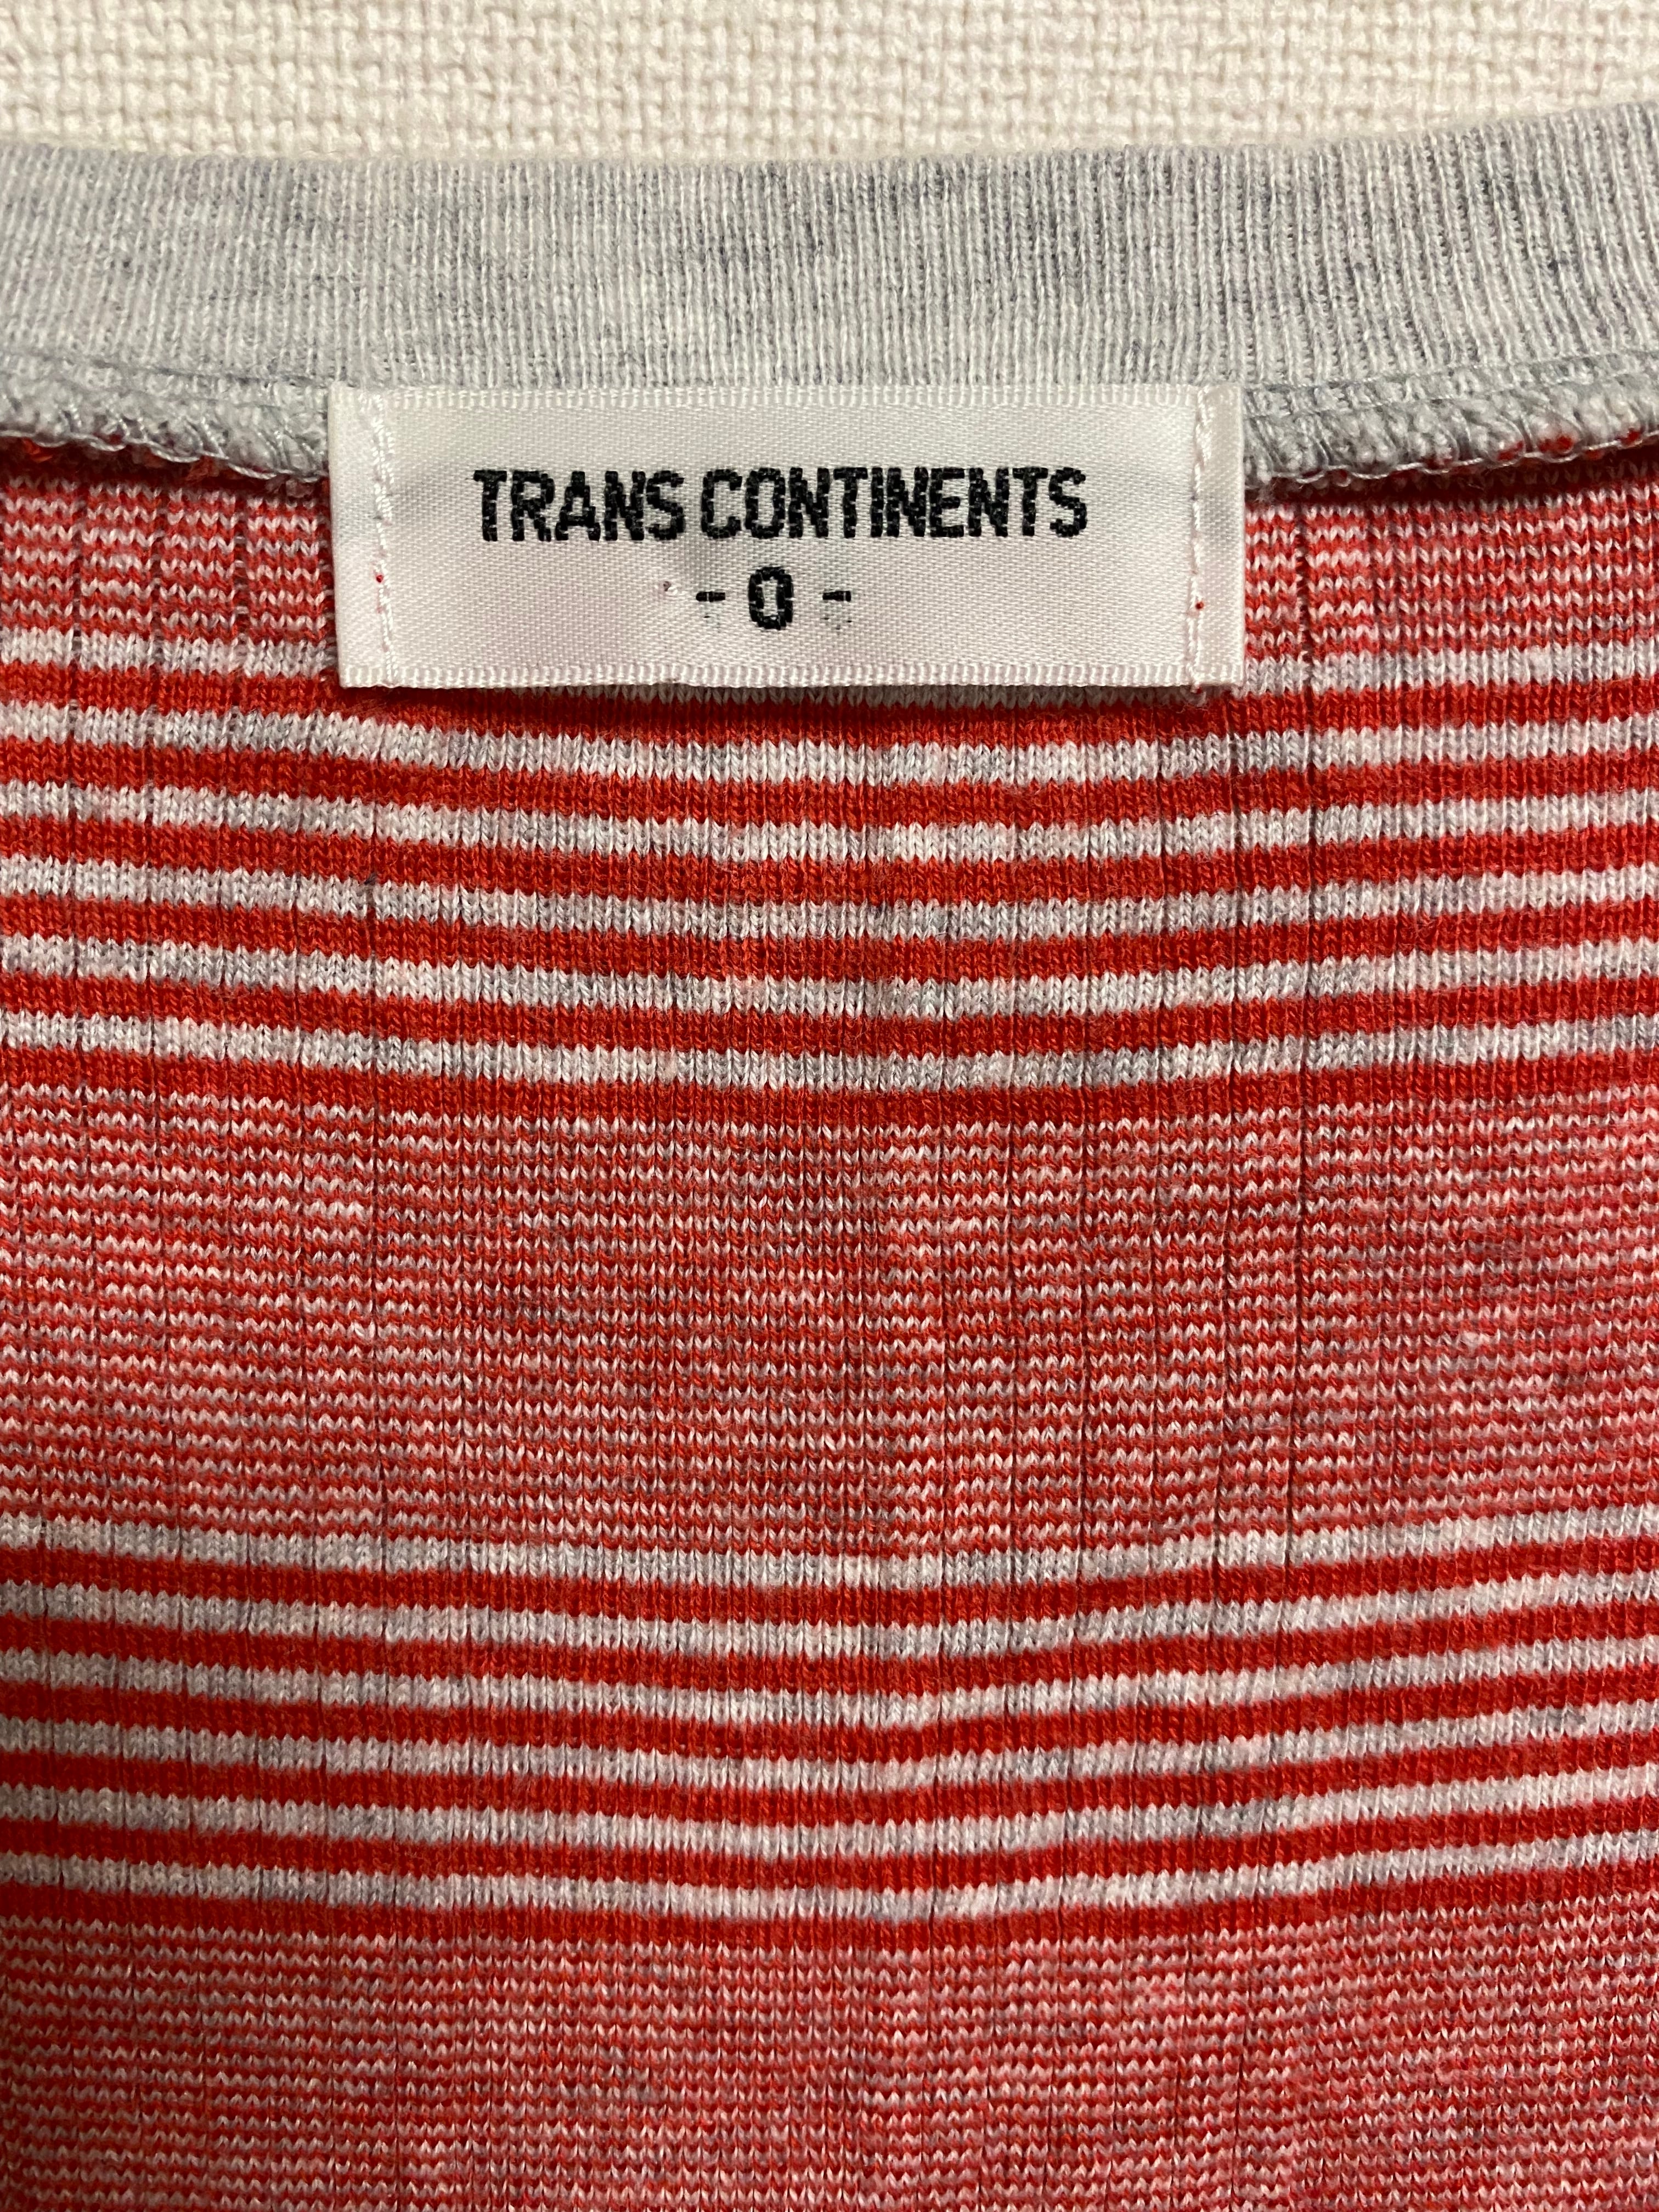 TRANS CONTINENTS
- 0 -